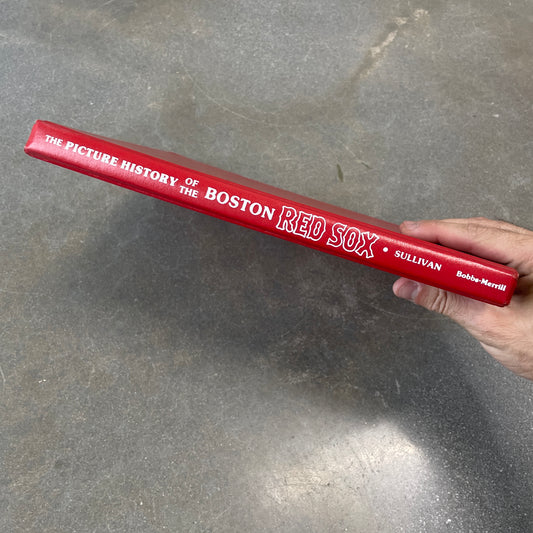 THE PICTURE HISTORY OF THE BOSTON RED SOX • SULLIVAN Bobbs-Merrill